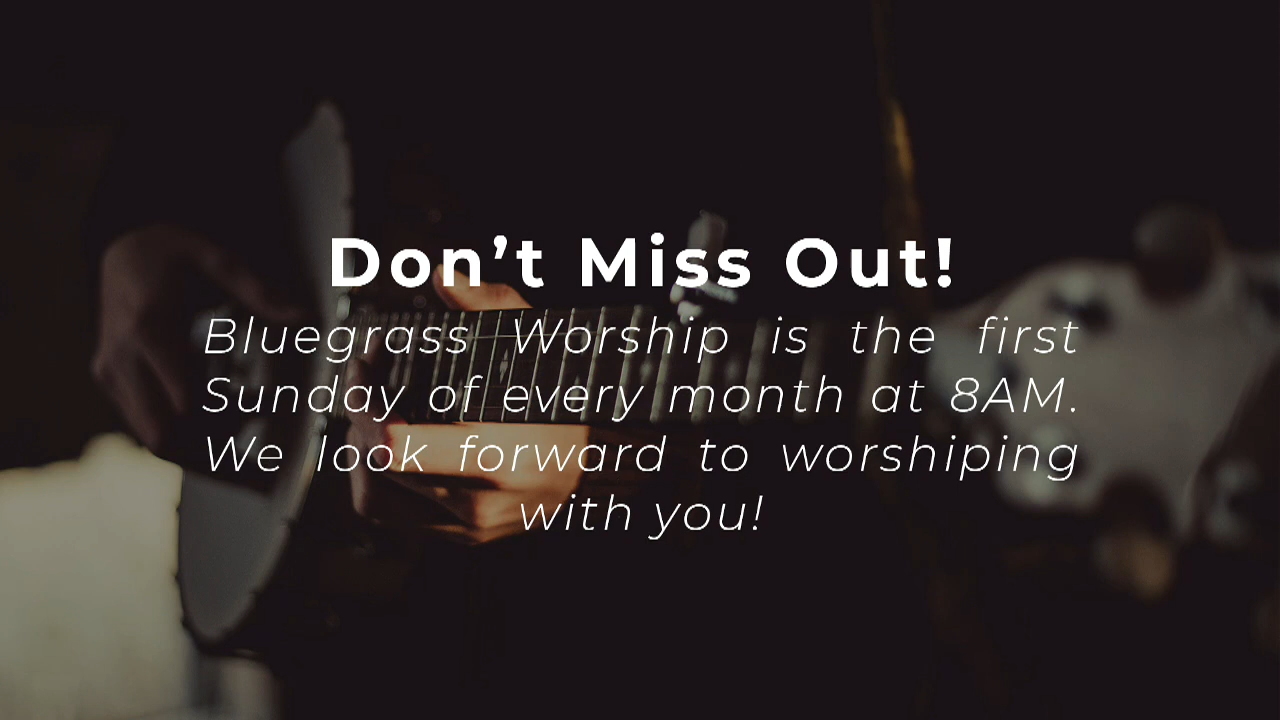 Don’t Miss Out!
Bluegrass Worship is the first
Sunday of every month at 8AM.
We look forward to worshiping
with you!